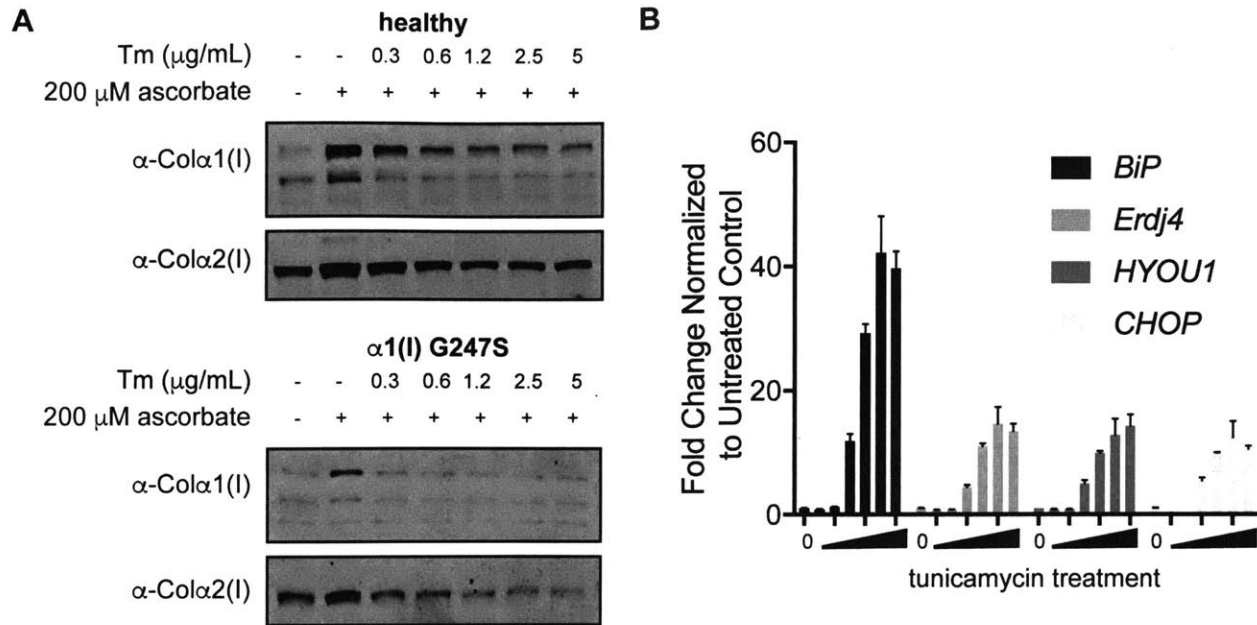 A
healthy
Tm (μg/mL) - - 0.3 0.6 1.2 2.5 5
200 μM ascorbate - + + + + + +
α-Colα1(I)
α-Colα2(I)
α1(I) G247S
Tm (μg/mL) - - 0.3 0.6 1.2 2.5 5
200 μM ascorbate - + + + + + +
α-Colα1(I)
α-Colα2(I)
B
Fold Change Normalized
to Untreated Control
60
40
20
0
BiP
Erdj4
HYOU1
CHOP
0 0 0 0
tunicamycin treatment